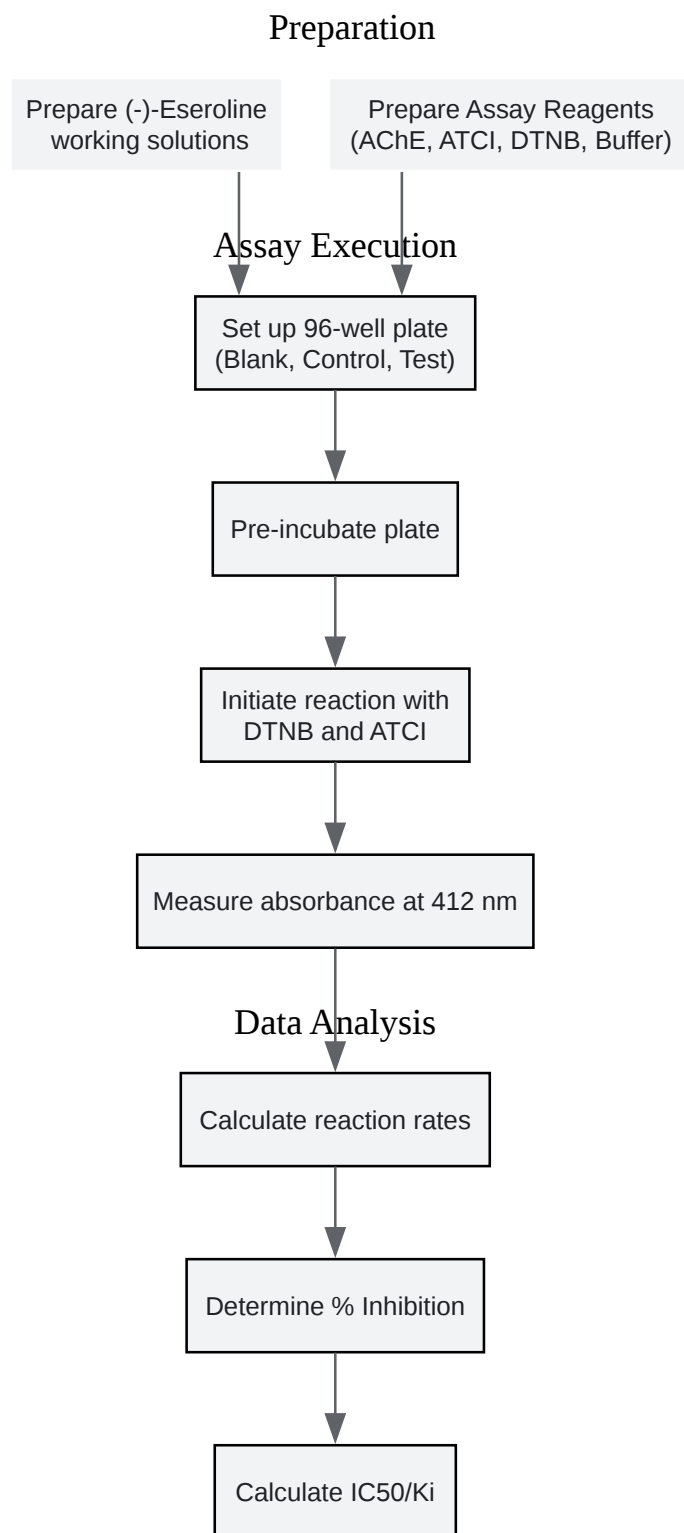 Preparation
Prepare (-)-Eseroline
working solutions
Prepare Assay Reagents
(AChE, ATCI, DTNB, Buffer)
Assay Execution
Set up 96-well plate
(Blank, Control, Test)
Pre-incubate plate
Initiate reaction with
DTNB and ATCI
Measure absorbance at 412 nm
Data Analysis
Calculate reaction rates
Determine % Inhibition
Calculate IC50/Ki